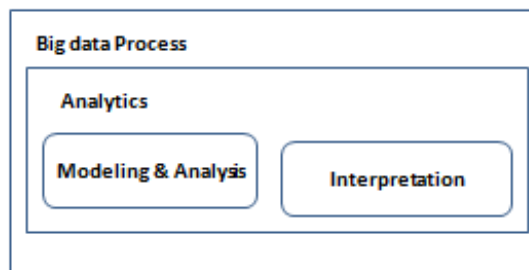 Big data Process
Analytics
Modeling & Analysis
Interpretation